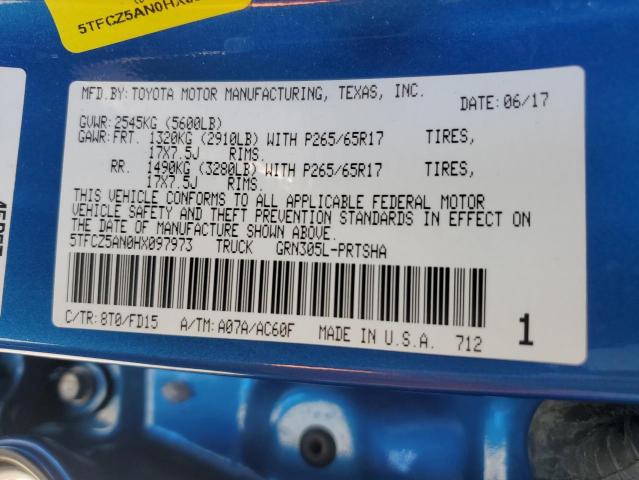 5TFCZ5AN0HX09
MFD.BY: TOYOTA MOTOR MANUFACTURING, TEXAS, INC. DATE: 06/17
GVWR: 2545KG (5600LB)
GAWR: FRT. 1320KG (2910LB) WITH P265/65R17 TIRES,
17X7.5J RIMS.
RR. 1490KG (3280LB) WITH P265/65R17 TIRES,
17X7.5J RIMS.
THIS VEHICLE CONFORMS TO ALL APPLICABLE FEDERAL MOTOR
VEHICLE SAFETY AND THEFT PREVENTION STANDARDS IN EFFECT ON
THE DATE OF MANUFACTURE SHOWN ABOVE.
5TFCZ5AN0HX097973 TRUCK GRN305L-PRTSHA
C/TR: 8T0/FD15 A/TM: A07A/AC60F MADE IN U.S.A. 712 1